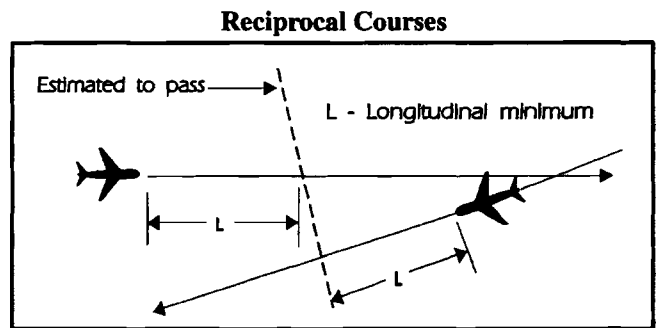 Reciprocal Courses
Estimated to pass
L - Longitudinal minimum
L
L